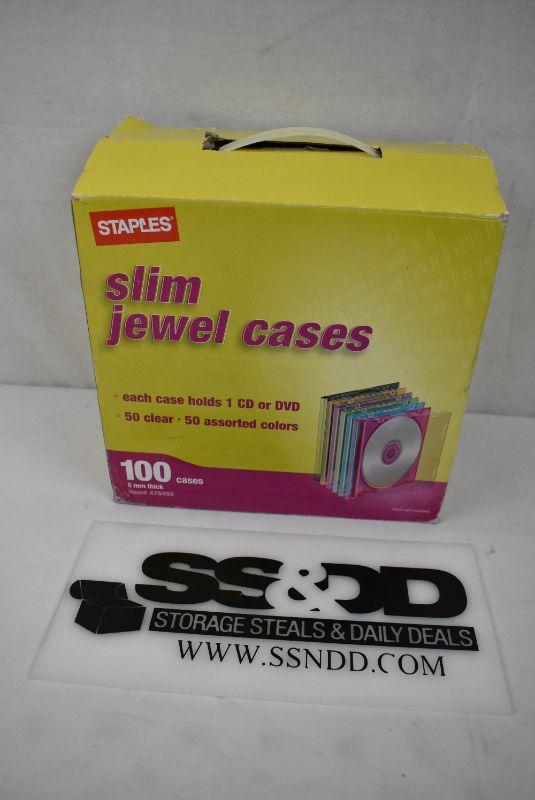 STAPLES®
slim
jewel cases
each case holds 1 CD or DVD
50 clear · 50 assorted colors
100 cases
5 mm thick
SS&DD
STORAGE STEALS & DAILY DEALS
WWW.SSNDD.COM